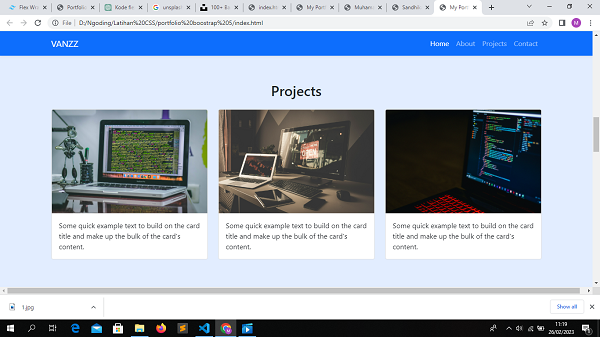 Flex Wr
Portfolio
Kode fl
unsplas
100+ Ba
index.ht
My Port
Muhama
Sandhik
My Port
File
D:/Ngoding/Latihan%20CSS/portfolio%20boostrap%205/index.html
M
VANZZ
Home About Projects Contact
Projects
Some quick example text to build on the card
title and make up the bulk of the card's
content.
Some quick example text to build on the card
title and make up the bulk of the card's
content.
Some quick example text to build on the card
title and make up the bulk of the card's
content.
1.jpg
Show all
11:19
26/02/2023